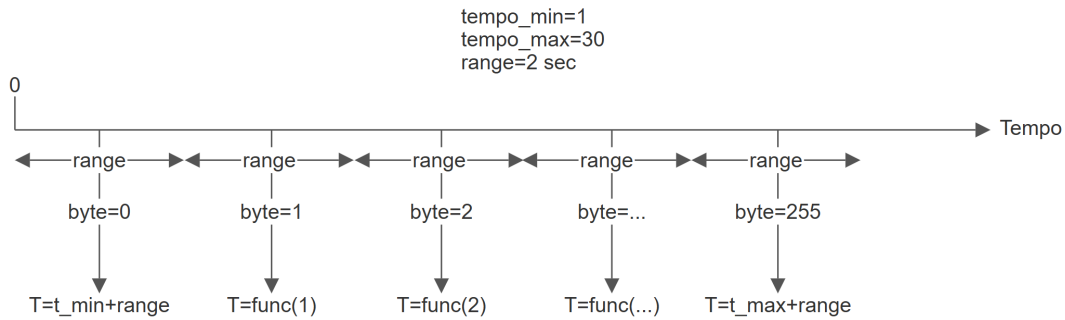 tempo_min=1
tempo_max=30
range=2 sec
0
Tempo
range range range range range
byte=0 byte=1 byte=2 byte=... byte=255
T=t_min+range T=func(1) T=func(2) T=func(...) T=t_max+range